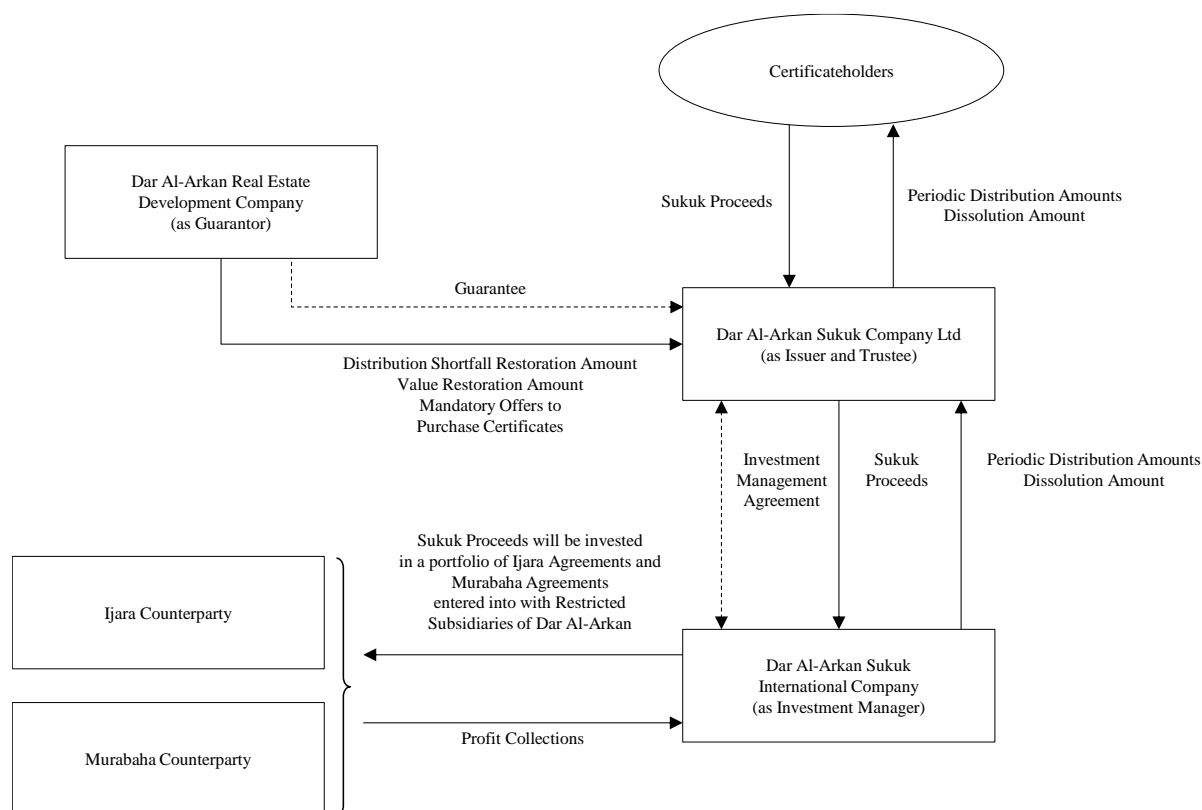 Certificateholders
Dar Al-Arkan Real Estate
Development Company
(as Guarantor)
Sukuk Proceeds
Periodic Distribution Amounts
Dissolution Amount
Guarantee
Dar Al-Arkan Sukuk Company Ltd
(as Issuer and Trustee)
Distribution Shortfall Restoration Amount
Value Restoration Amount
Mandatory Offers to
Purchase Certificates
Investment
Management
Agreement
Sukuk
Proceeds
Periodic Distribution Amounts
Dissolution Amount
Sukuk Proceeds will be invested
in a portfolio of Ijara Agreements and
Murabaha Agreements
entered into with Restricted
Subsidiaries of Dar Al-Arkan
Ijara Counterparty
Dar Al-Arkan Sukuk
International Company
(as Investment Manager)
Profit Collections
Murabaha Counterparty